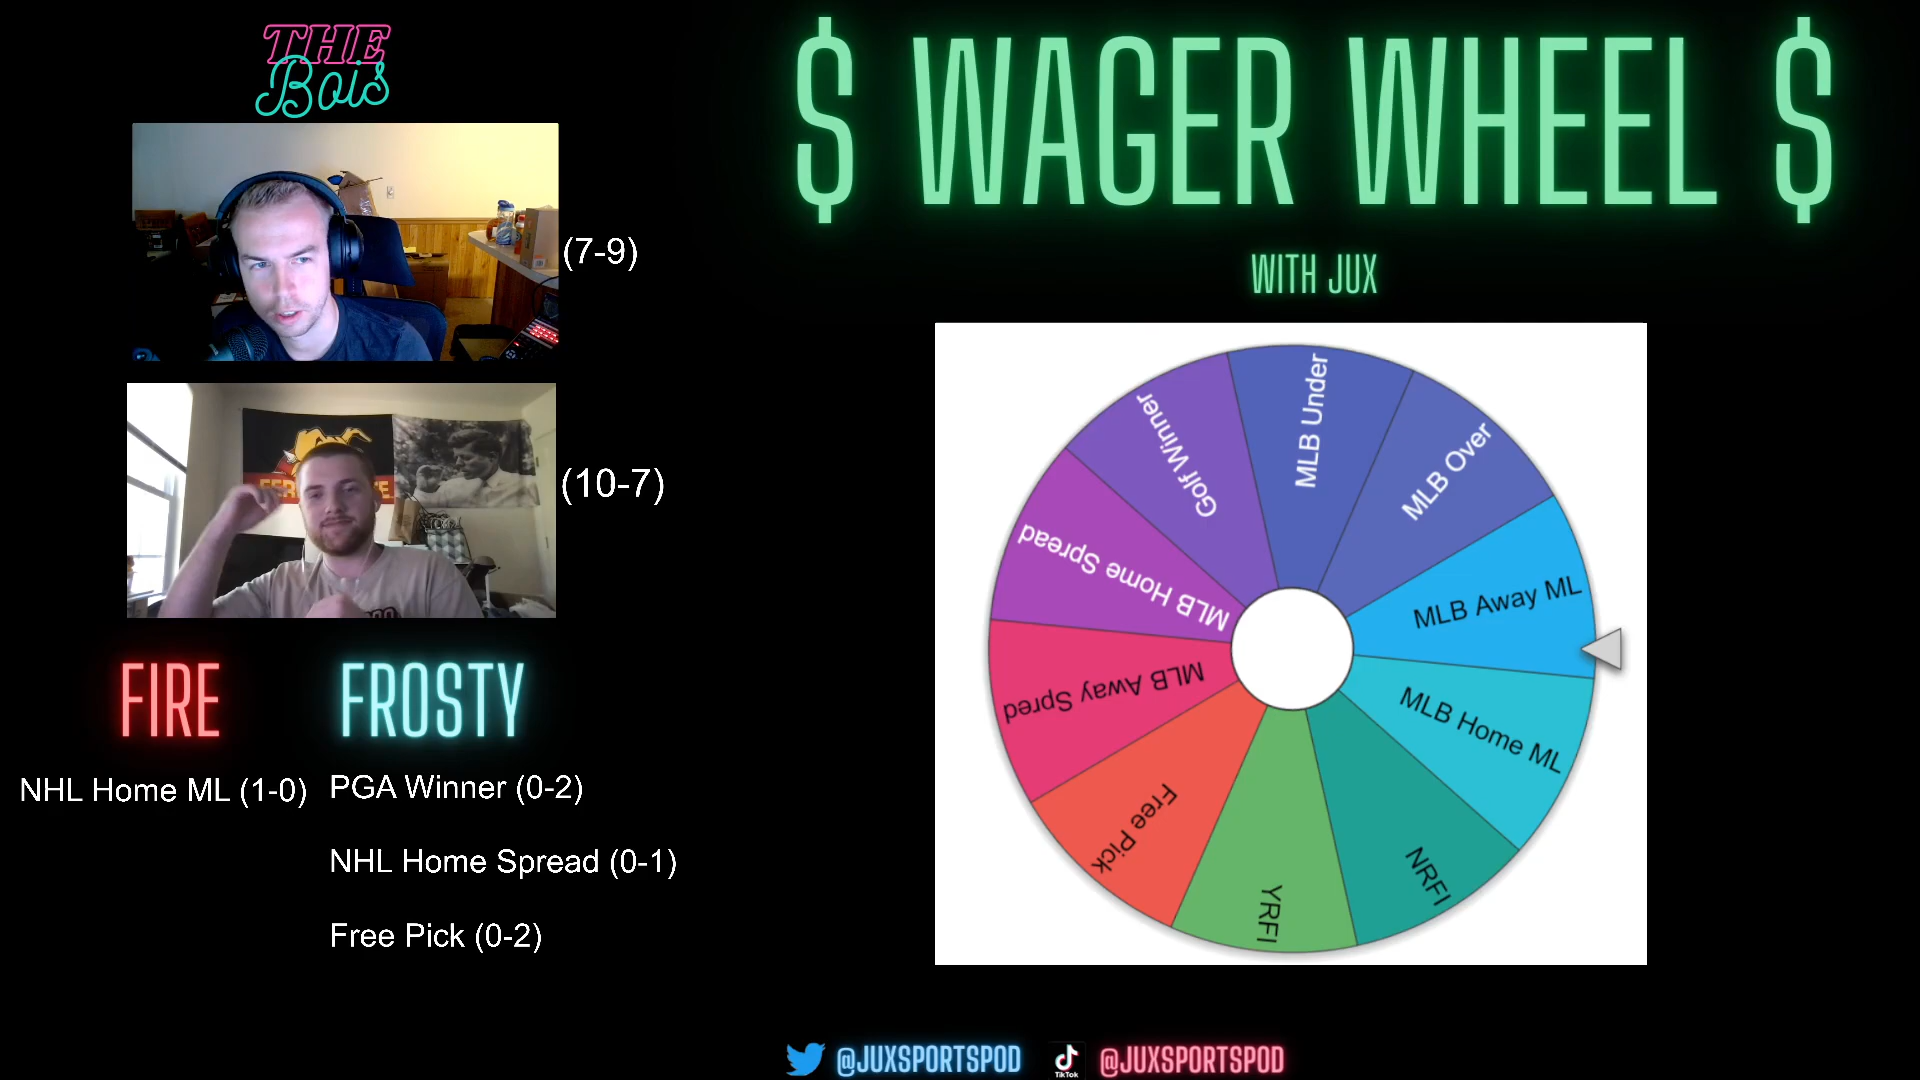 THE
Bois
$ WAGER WHEEL $
WITH JUX
(7-9)
(10-7)
FIRE
FROSTY
NHL Home ML (1-0)
PGA Winner (0-2)
NHL Home Spread (0-1)
Free Pick (0-2)
MLB Under
MLB Over
MLB Away ML
MLB Home ML
NRFI
YRFI
Free Pick
MLB Away Spred
MLB Home Spread
Golf Winner
@JUXSPORTSPOD
TikTok
@JUXSPORTSPOD